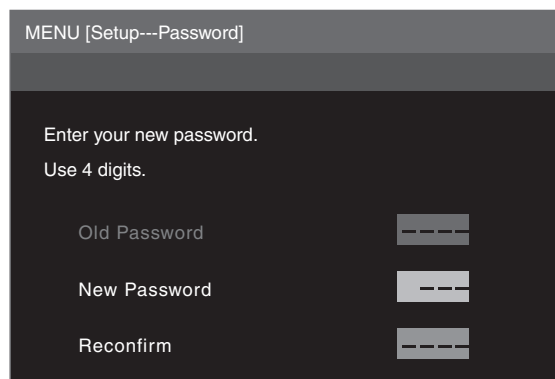 MENU [Setup---Password]
Enter your new password.
Use 4 digits.
Old Password ----
New Password ---
Reconfirm ----